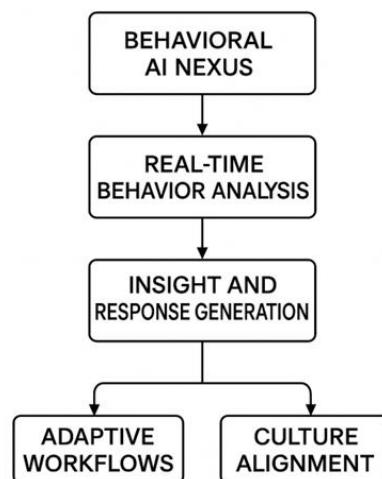 BEHAVIORAL
AI NEXUS
REAL-TIME
BEHAVIOR ANALYSIS
INSIGHT AND
RESPONSE GENERATION
ADAPTIVE
WORKFLOWS
CULTURE
ALIGNMENT